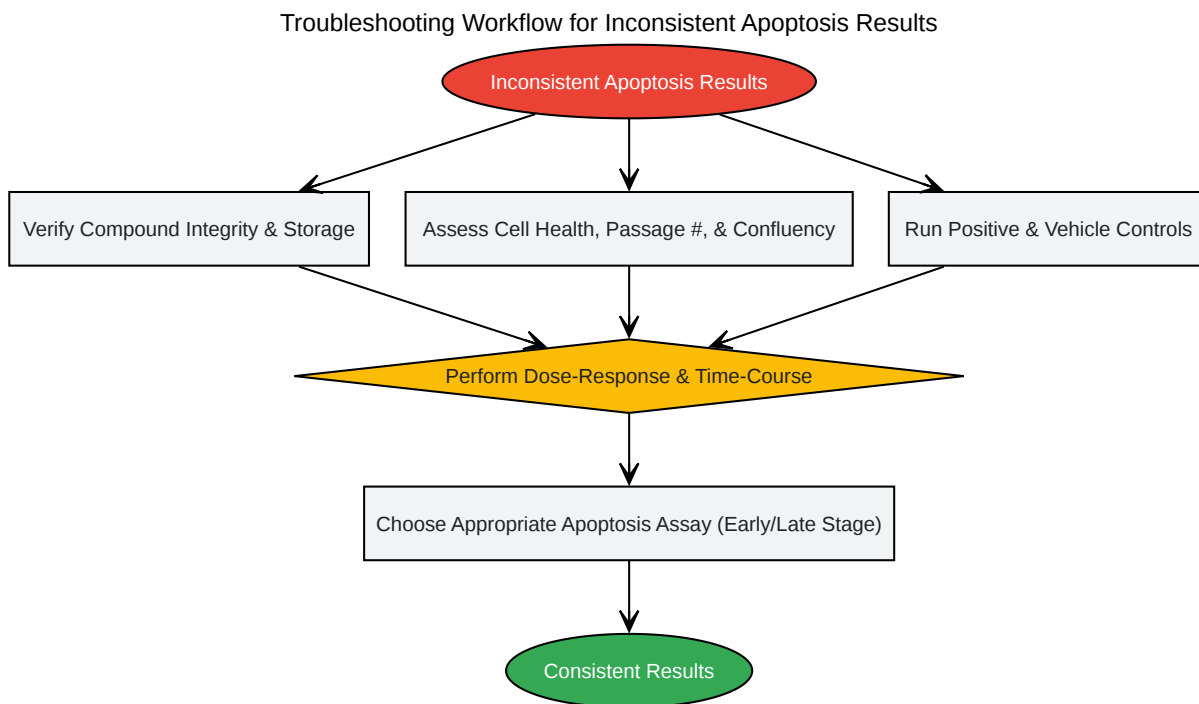 Troubleshooting Workflow for Inconsistent Apoptosis Results
Inconsistent Apoptosis Results
Verify Compound Integrity & Storage
Assess Cell Health, Passage #, & Confluency
Run Positive & Vehicle Controls
Perform Dose-Response & Time-Course
Choose Appropriate Apoptosis Assay (Early/Late Stage)
Consistent Results